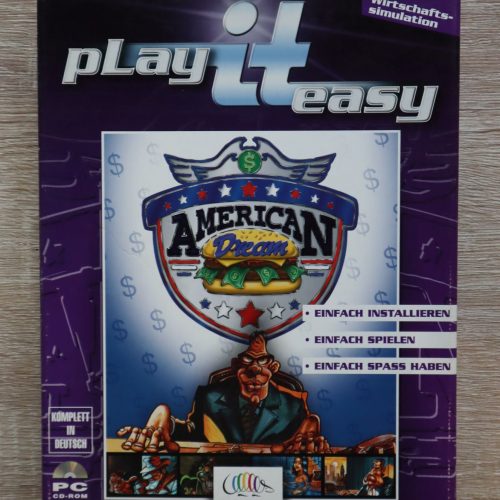 Wirtschafts-
simulation
play it easy
$
AMERICAN
Dream
• EINFACH INSTALLIEREN
• EINFACH SPIELEN
• EINFACH SPASS HABEN
KOMPLETT
IN
DEUTSCH
PC
CD-ROM